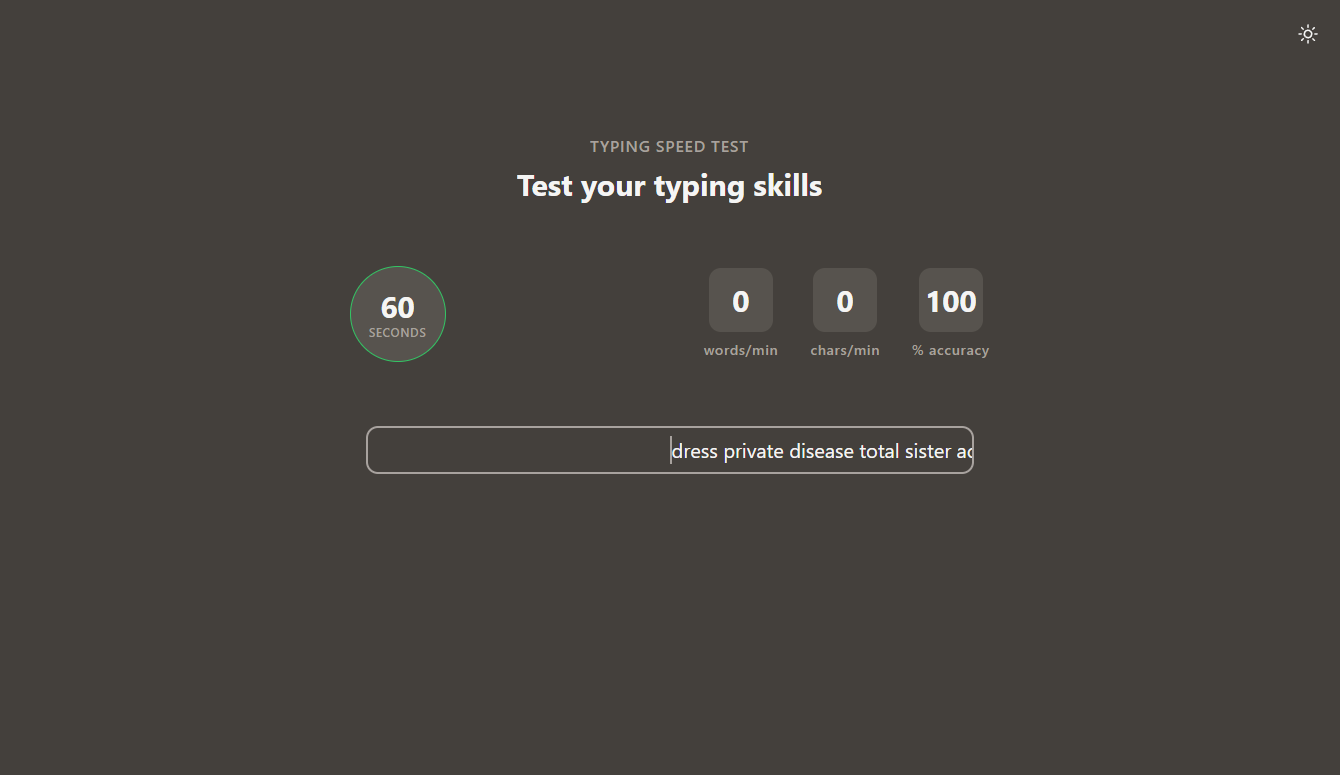 TYPING SPEED TEST
Test your typing skills
60
SECONDS
0
words/min
0
chars/min
100
% accuracy
dress private disease total sister